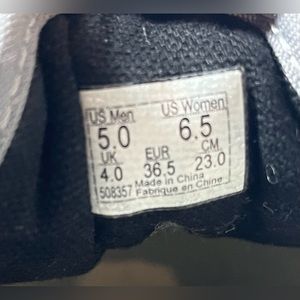 US Men US Women
5.0 6.5
UK EUR CM
4.0 36.5 23.0
508357 Made in China
Fabrique en Chine